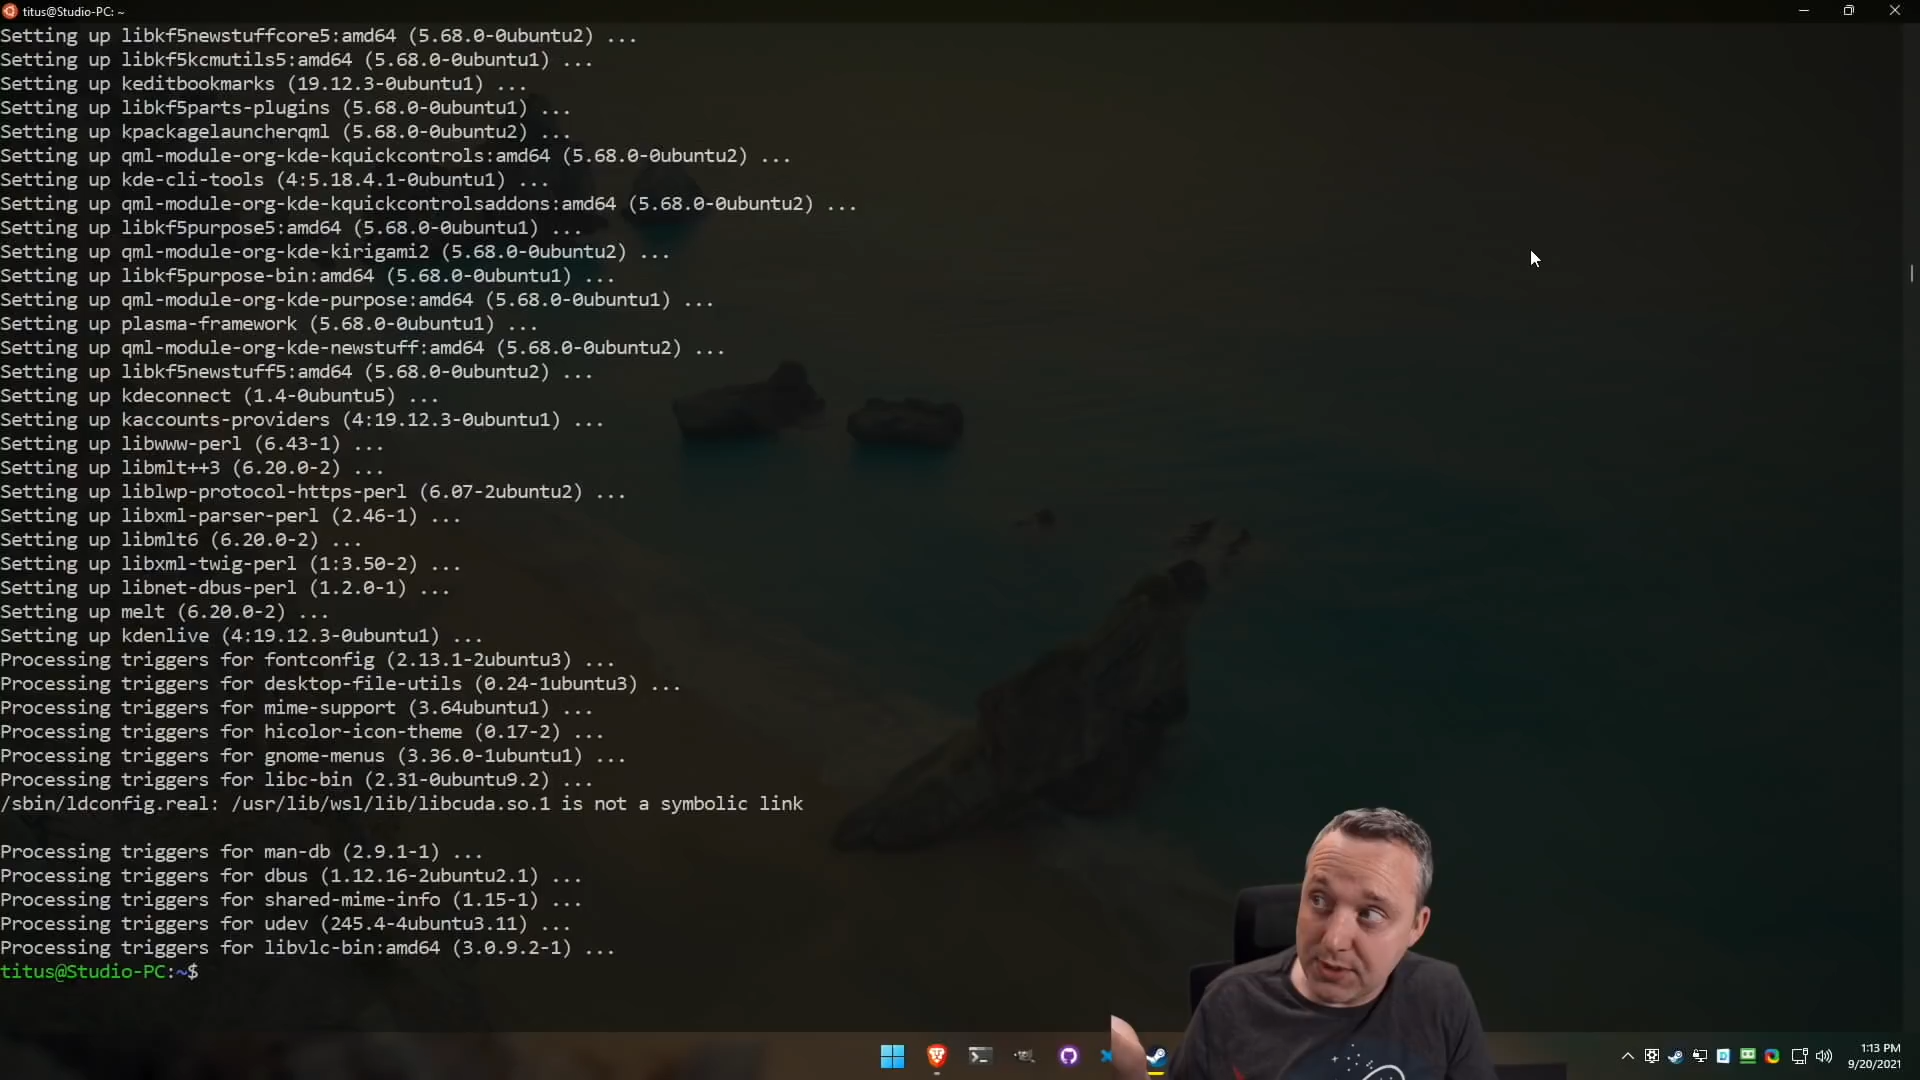 titus@Studio-PC: ~
Setting up libkf5newstuffcore5:amd64 (5.68.0-0ubuntu2) ...
Setting up libkf5kcmutils5:amd64 (5.68.0-0ubuntu1) ...
Setting up keditbookmarks (19.12.3-0ubuntu1) ...
Setting up libkf5parts-plugins (5.68.0-0ubuntu1) ...
Setting up kpackagelauncherqml (5.68.0-0ubuntu2) ...
Setting up qml-module-org-kde-kquickcontrols:amd64 (5.68.0-0ubuntu2) ...
Setting up kde-cli-tools (4:5.18.4.1-0ubuntu1) ...
Setting up qml-module-org-kde-kquickcontrolsaddons:amd64 (5.68.0-0ubuntu2) ...
Setting up libkf5purpose5:amd64 (5.68.0-0ubuntu1) ...
Setting up qml-module-org-kde-kirigami2 (5.68.0-0ubuntu2) ...
Setting up libkf5purpose-bin:amd64 (5.68.0-0ubuntu1) ...
Setting up qml-module-org-kde-purpose:amd64 (5.68.0-0ubuntu1) ...
Setting up plasma-framework (5.68.0-0ubuntu1) ...
Setting up qml-module-org-kde-newstuff:amd64 (5.68.0-0ubuntu2) ...
Setting up libkf5newstuff5:amd64 (5.68.0-0ubuntu2) ...
Setting up kdeconnect (1.4-0ubuntu5) ...
Setting up kaccounts-providers (4:19.12.3-0ubuntu1) ...
Setting up libwww-perl (6.43-1) ...
Setting up libmlt++3 (6.20.0-2) ...
Setting up liblwp-protocol-https-perl (6.07-2ubuntu2) ...
Setting up libxml-parser-perl (2.46-1) ...
Setting up libmlt6 (6.20.0-2) ...
Setting up libxml-twig-perl (1:3.50-2) ...
Setting up libnet-dbus-perl (1.2.0-1) ...
Setting up melt (6.20.0-2) ...
Setting up kdenlive (4:19.12.3-0ubuntu1) ...
Processing triggers for fontconfig (2.13.1-2ubuntu3) ...
Processing triggers for desktop-file-utils (0.24-1ubuntu3) ...
Processing triggers for mime-support (3.64ubuntu1) ...
Processing triggers for hicolor-icon-theme (0.17-2) ...
Processing triggers for gnome-menus (3.36.0-1ubuntu1) ...
Processing triggers for libc-bin (2.31-0ubuntu9.2) ...
/sbin/ldconfig.real: /usr/lib/wsl/lib/libcuda.so.1 is not a symbolic link
Processing triggers for man-db (2.9.1-1) ...
Processing triggers for dbus (1.12.16-2ubuntu2.1) ...
Processing triggers for shared-mime-info (1.15-1) ...
Processing triggers for udev (245.4-4ubuntu3.11) ...
Processing triggers for libvlc-bin:amd64 (3.0.9.2-1) ...
titus@Studio-PC:~$
1:13 PM
9/20/2021